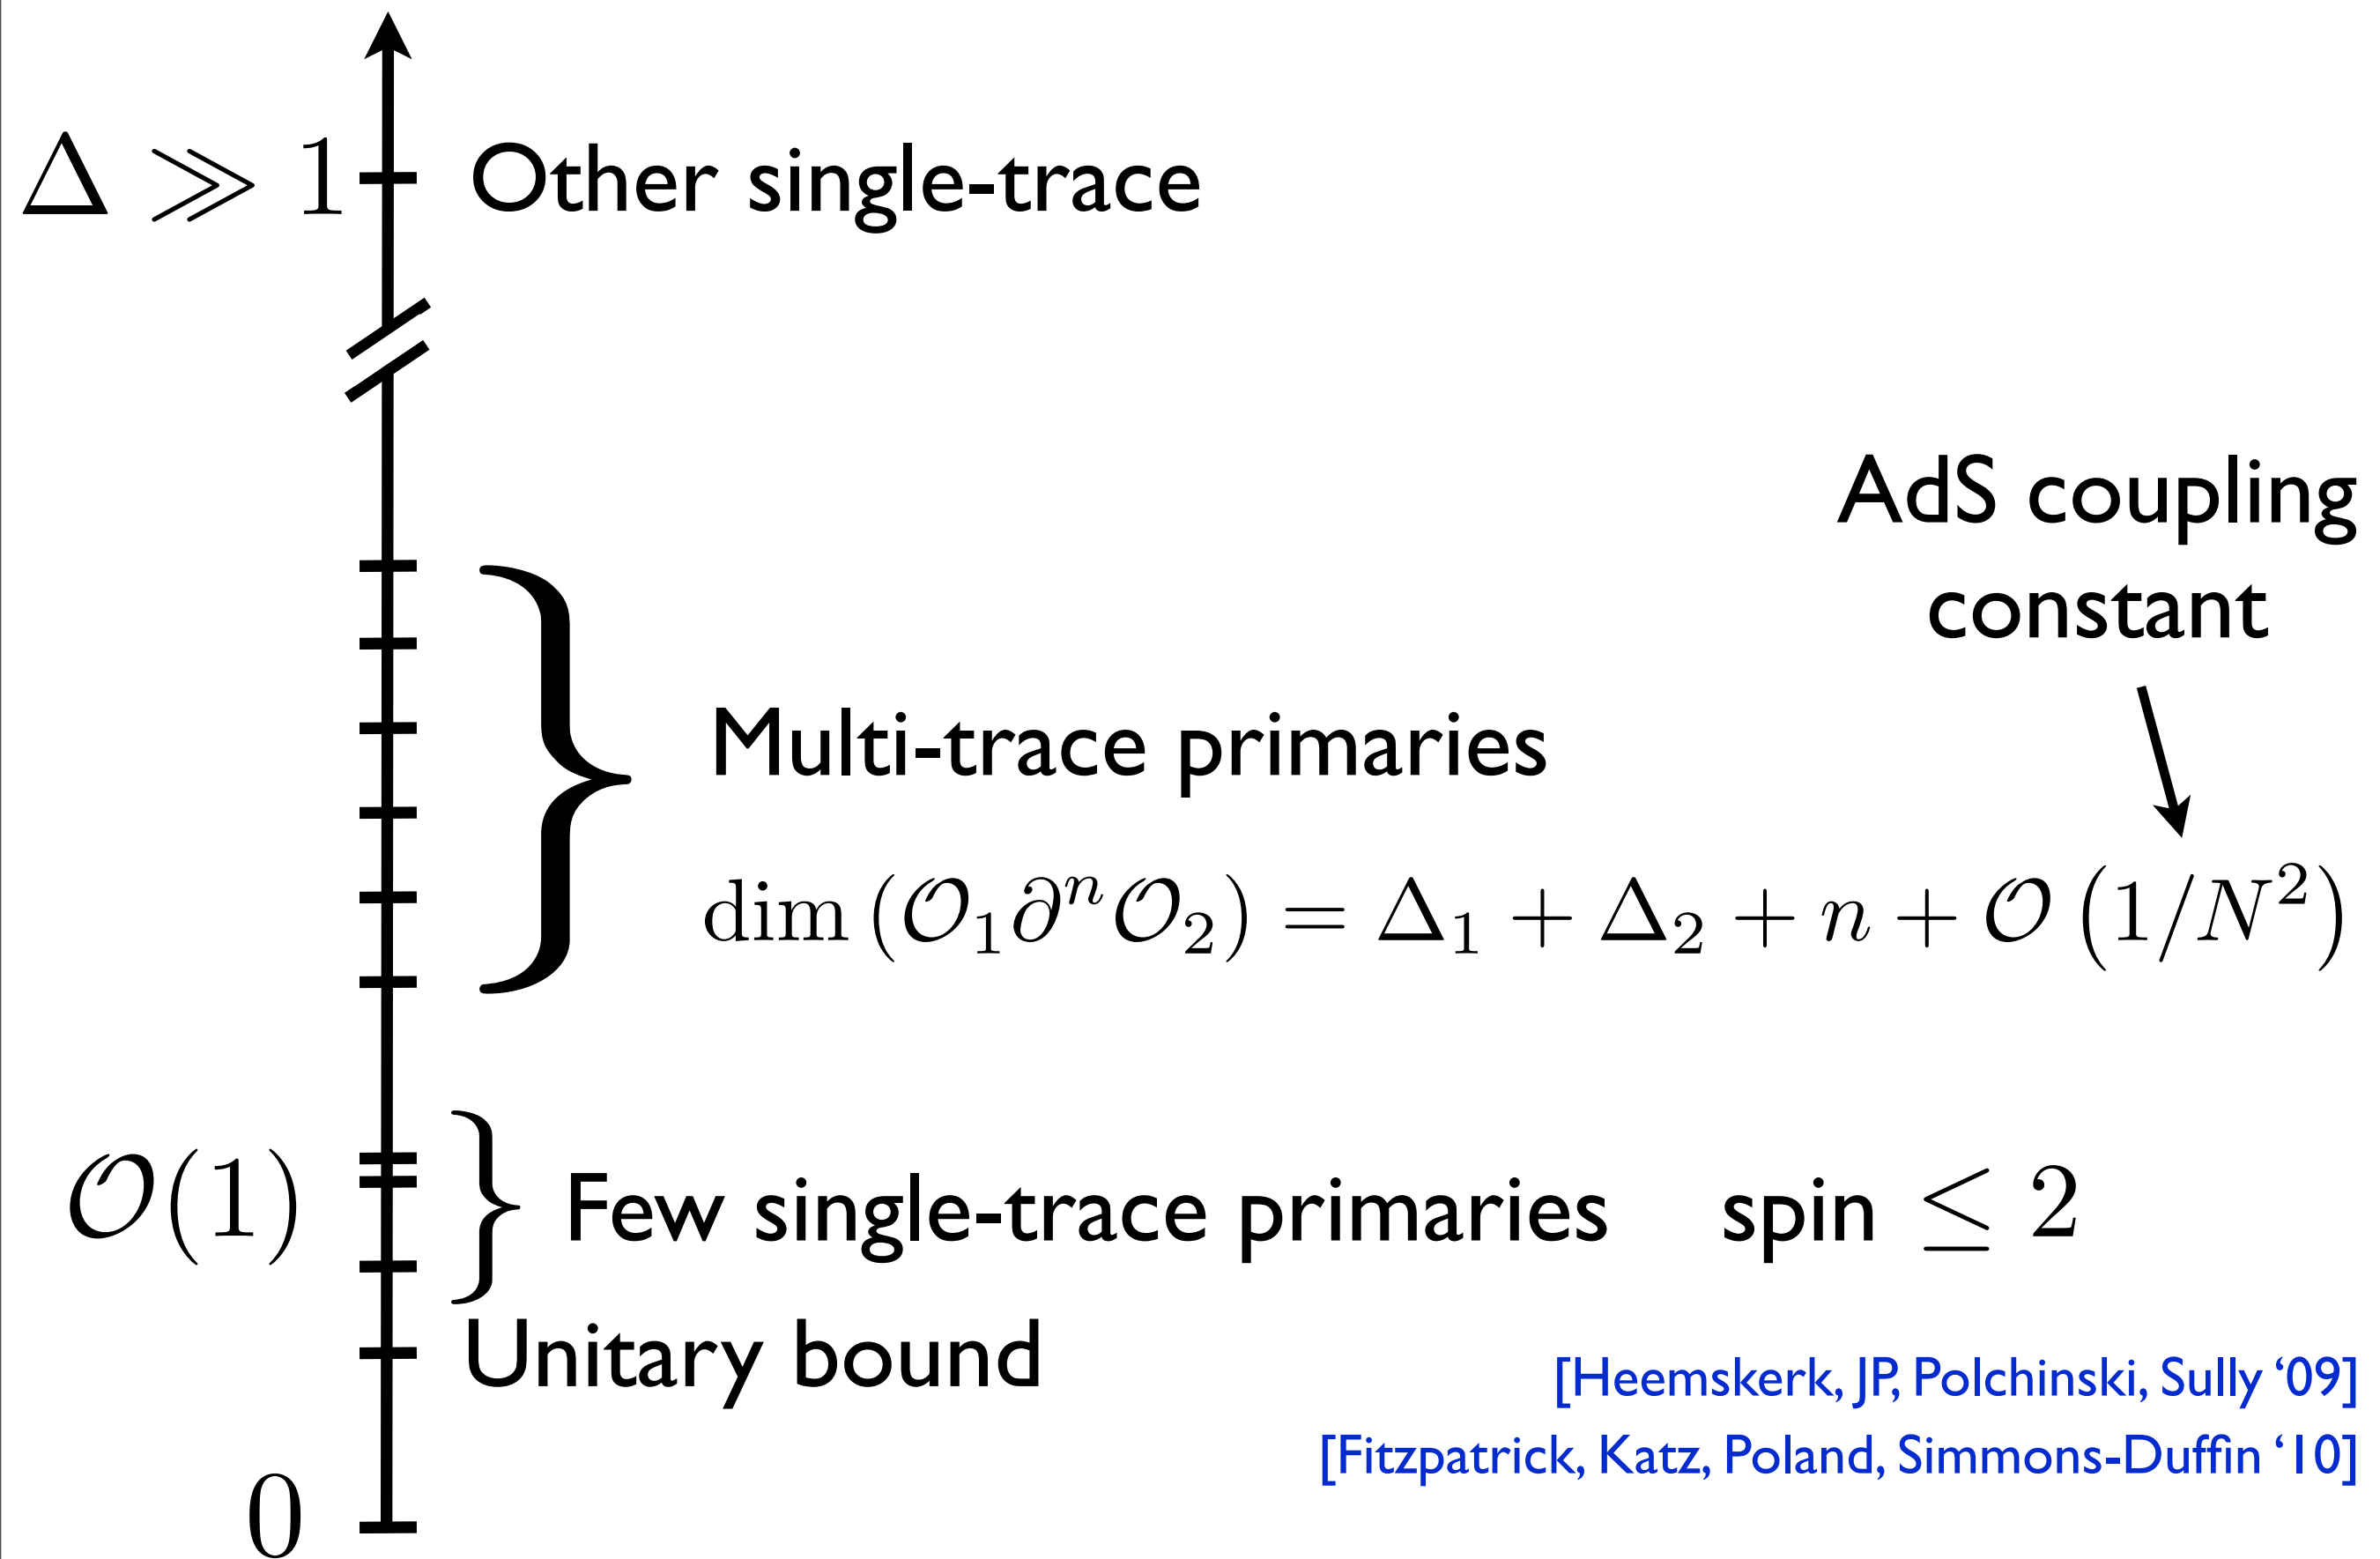 Δ ≫ 1 Other single-trace
AdS coupling
constant
Multi-trace primaries
dim (𝒪₁∂ⁿ𝒪₂) = Δ₁ + Δ₂ + n + 𝒪 (1/N²)
𝒪(1) Few single-trace primaries spin ≤ 2
Unitary bound
[Heemskerk, JP, Polchinski, Sully ‘09]
[Fitzpatrick, Katz, Poland, Simmons-Duffin ‘10]
0